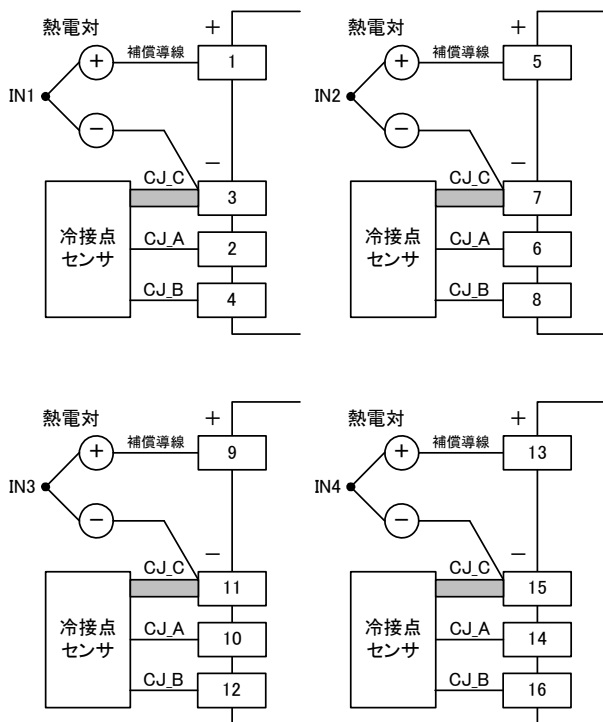 熱電対
+
+
補償導線
1
IN1
−
−
CJ_C
3
冷接点
センサ
CJ_A
2
CJ_B
4
熱電対
+
+
補償導線
5
IN2
−
−
CJ_C
7
冷接点
センサ
CJ_A
6
CJ_B
8
熱電対
+
+
補償導線
9
IN3
−
−
CJ_C
11
冷接点
センサ
CJ_A
10
CJ_B
12
熱電対
+
+
補償導線
13
IN4
−
−
CJ_C
15
冷接点
センサ
CJ_A
14
CJ_B
16